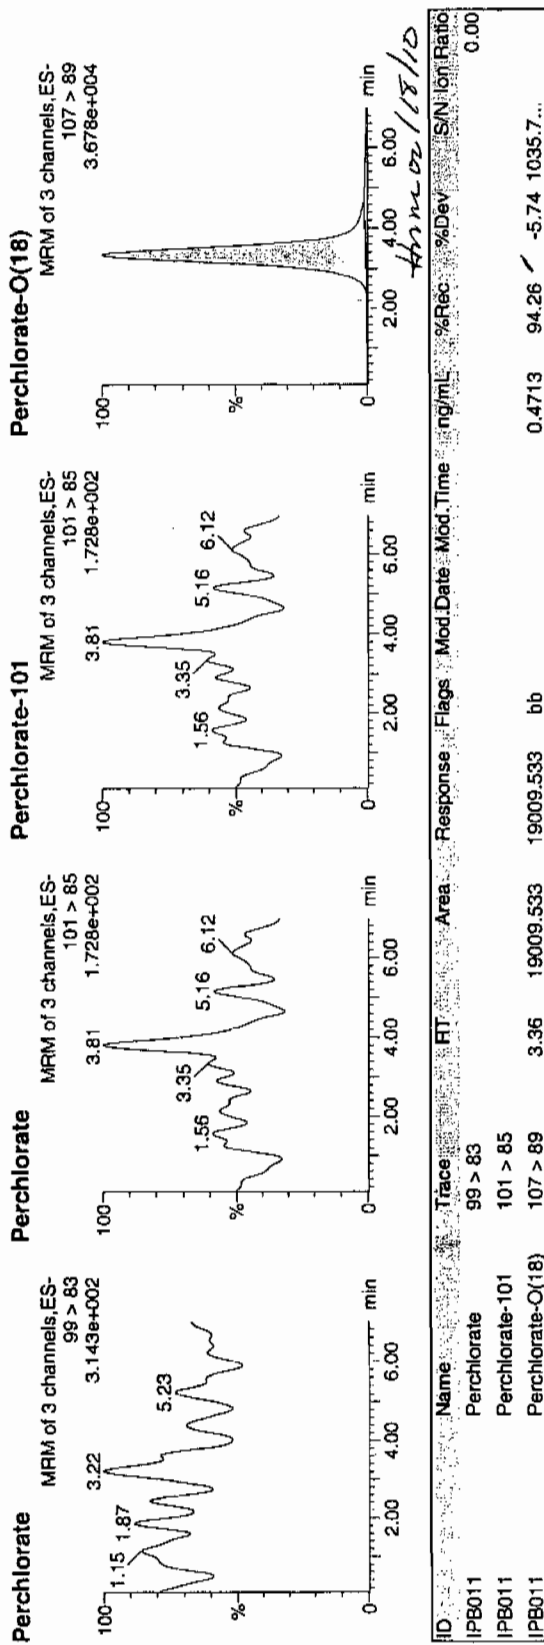 Perchlorate
MRM of 3 channels,ES-
99 > 83
3.143e+002
3.22
1.15
1.87
5.23
100
%
0
2.00 4.00 6.00 min
Perchlorate
MRM of 3 channels,ES-
101 > 85
1.728e+002
3.81
1.56
3.35
5.16
6.12
100
%
0
2.00 4.00 6.00 min
Perchlorate-101
MRM of 3 channels,ES-
101 > 85
1.728e+002
3.81
1.56
3.35
5.16
6.12
100
%
0
2.00 4.00 6.00 min
Perchlorate-O(18)
MRM of 3 channels,ES-
107 > 89
3.678e+004
100
%
0
2.00 4.00 6.00 min
02/18/10
ID Name Trace RT Area Response Flags Mod.Date Mod.Time ng/mL %Rec %Dev S/N Ion Ratio
IPB011 Perchlorate 99 > 83 0.00
IPB011 Perchlorate-101 101 > 85
IPB011 Perchlorate-O(18) 107 > 89 3.36 19009.533 19009.533 bb 0.4713 94.26 -5.74 1035.7...